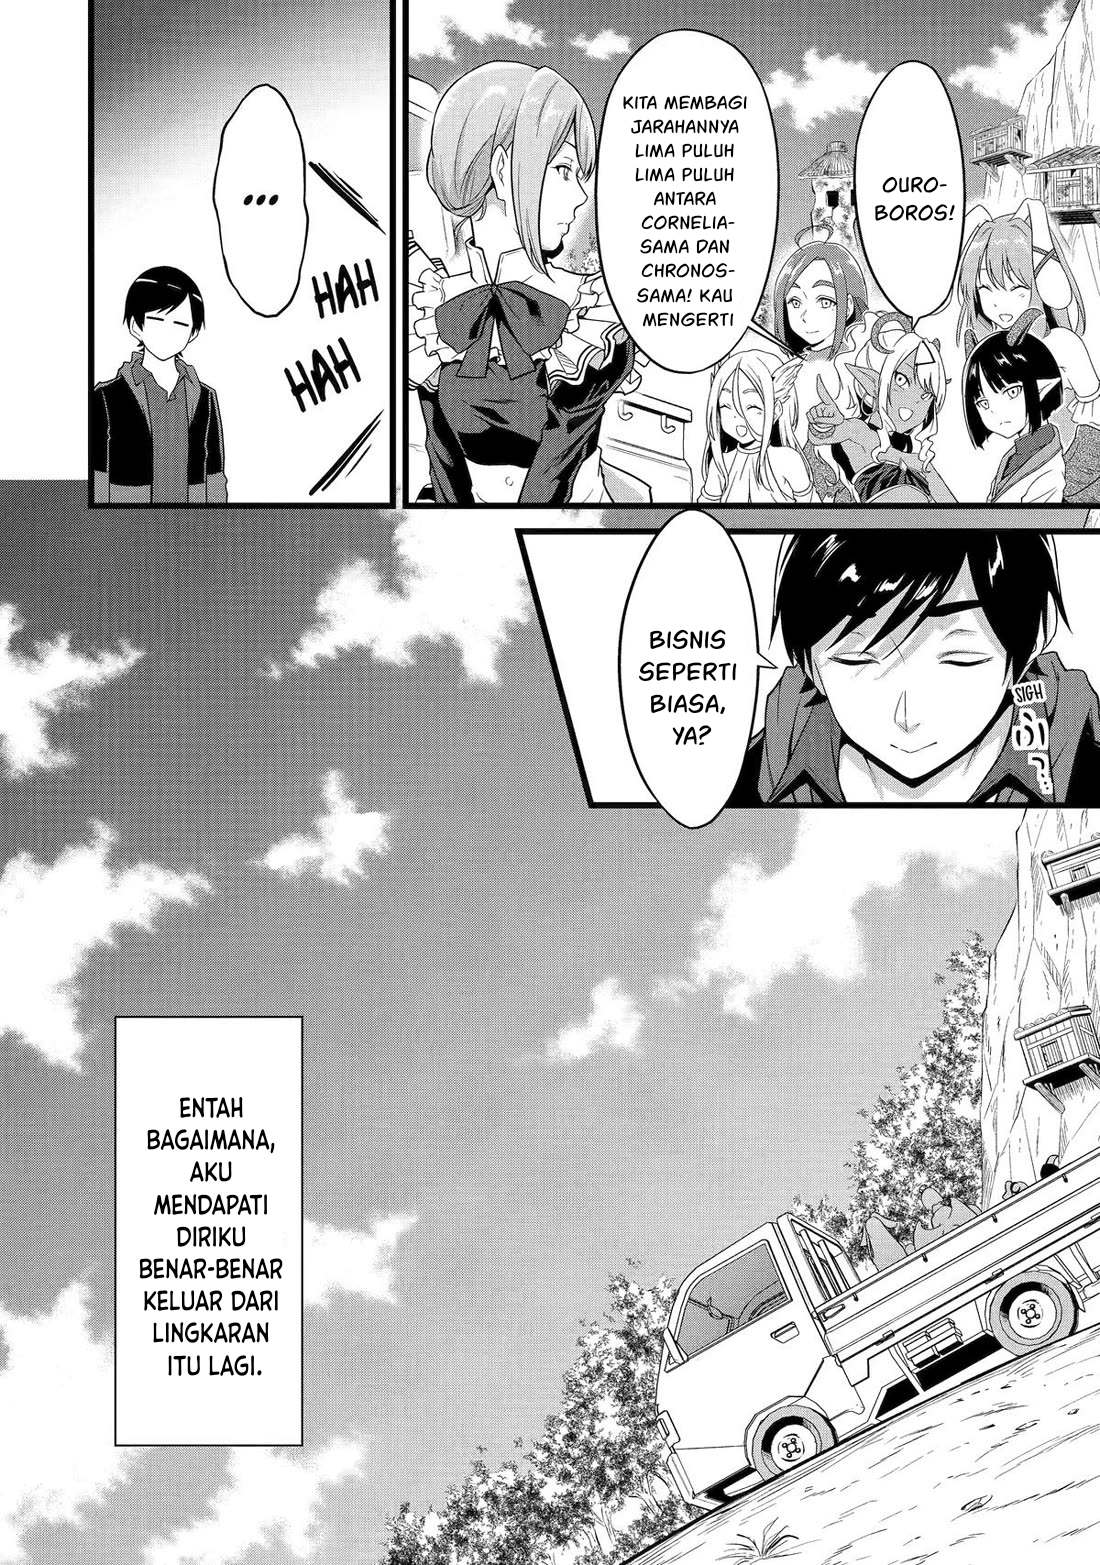 OURO-
BOROS!
KITA MEMBAGI
JARAHANNYA
LIMA PULUH
LIMA PULUH
ANTARA
CORNELIA-
SAMA DAN
CHRONOS-
SAMA! KAU
MENGERTI
...
HAH
HAH
BISNIS
SEPERTI
BIASA,
YA?
SIGH
ふぅ…
ENTAH
BAGAIMANA,
AKU
MENDAPATI
DIRIKU
BENAR-BENAR
KELUAR DARI
LINGKARAN
ITU LAGI.